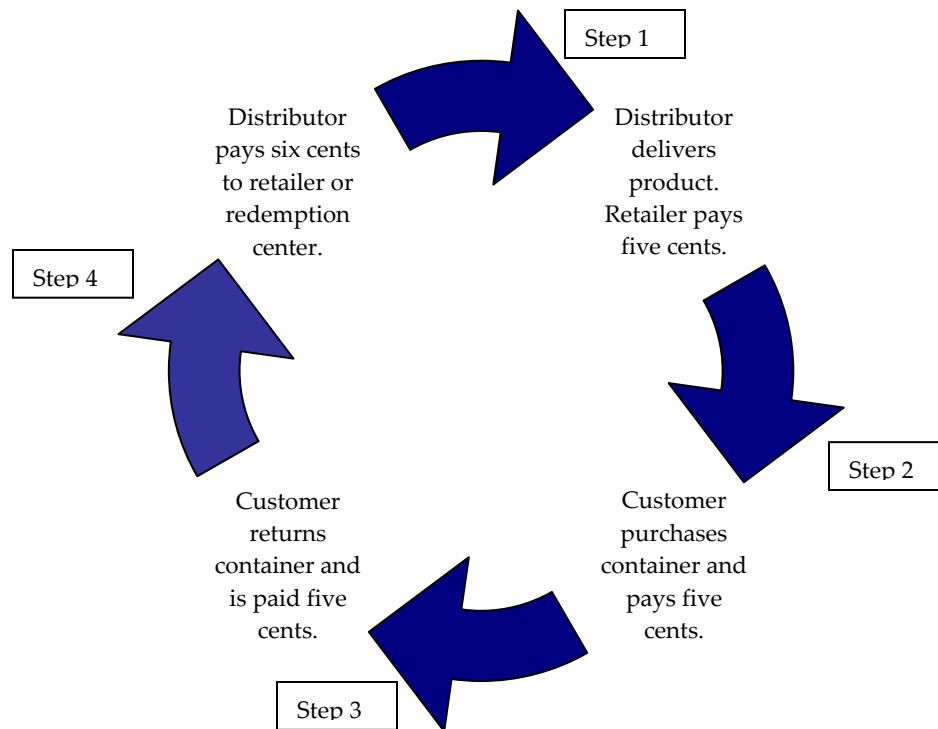 Step 1
Distributor
delivers
product.
Retailer pays
five cents.
Step 2
Customer
purchases
container and
pays five
cents.
Step 3
Customer
returns
container and
is paid five
cents.
Step 4
Distributor
pays six cents
to retailer or
redemption
center.